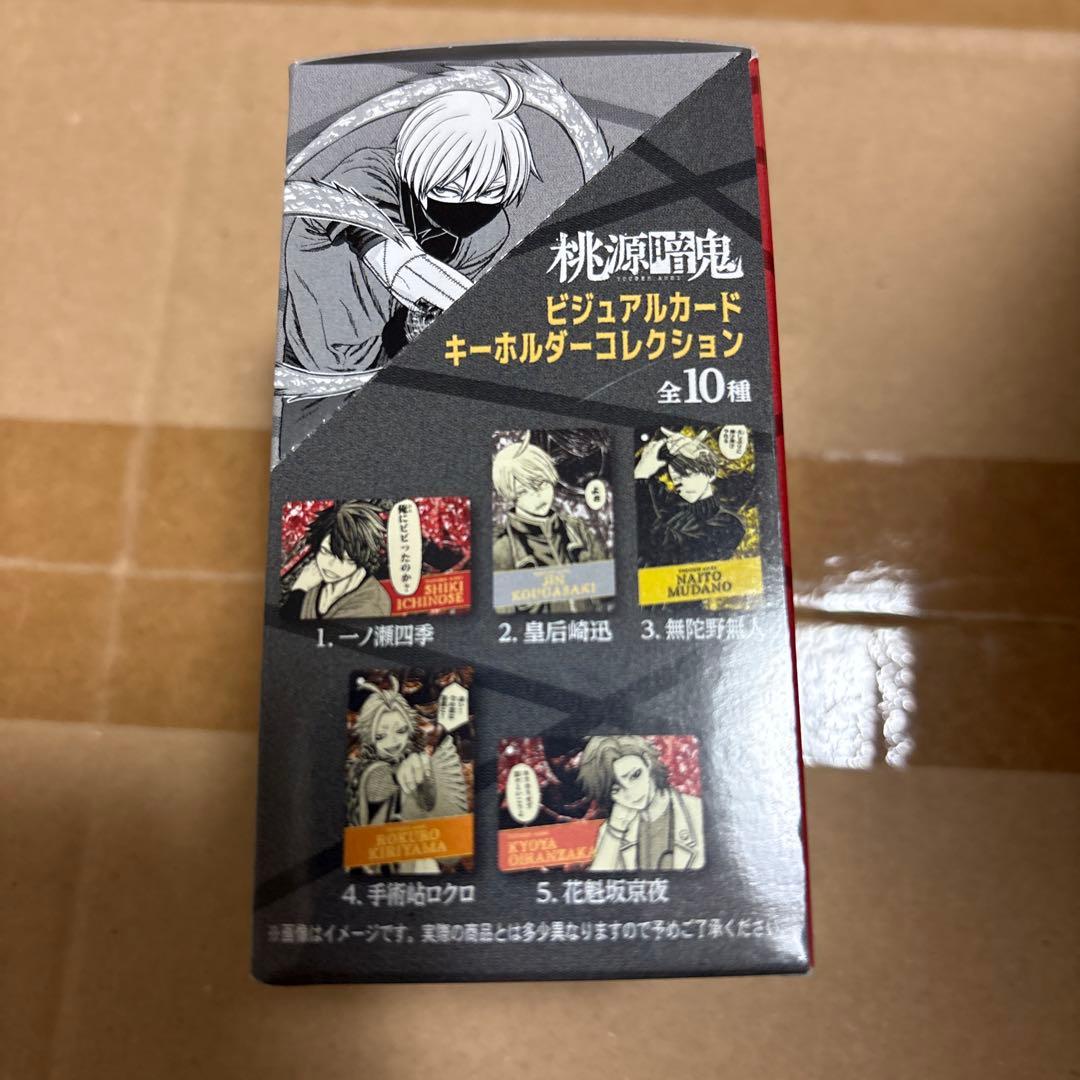 桃源暗鬼
TOUGEN ANKI
ビジュアルカード
キーホルダーコレクション
全10種
俺にビビったのか?
SHIKI
ICHINOSE
1. 一ノ瀬四季
よお
JIN
KOUGASAKI
2. 皇后崎迅
TOUGEN ANKI
NAITO
MUDANO
3. 無陀野無人
ROKURO
KIRIYAMA
4. 手術岾ロクロ
KYOYA
OIRANZAKA
5. 花魁坂京夜
※画像はイメージです。実際の商品とは多少異なりますので予めご了承ください